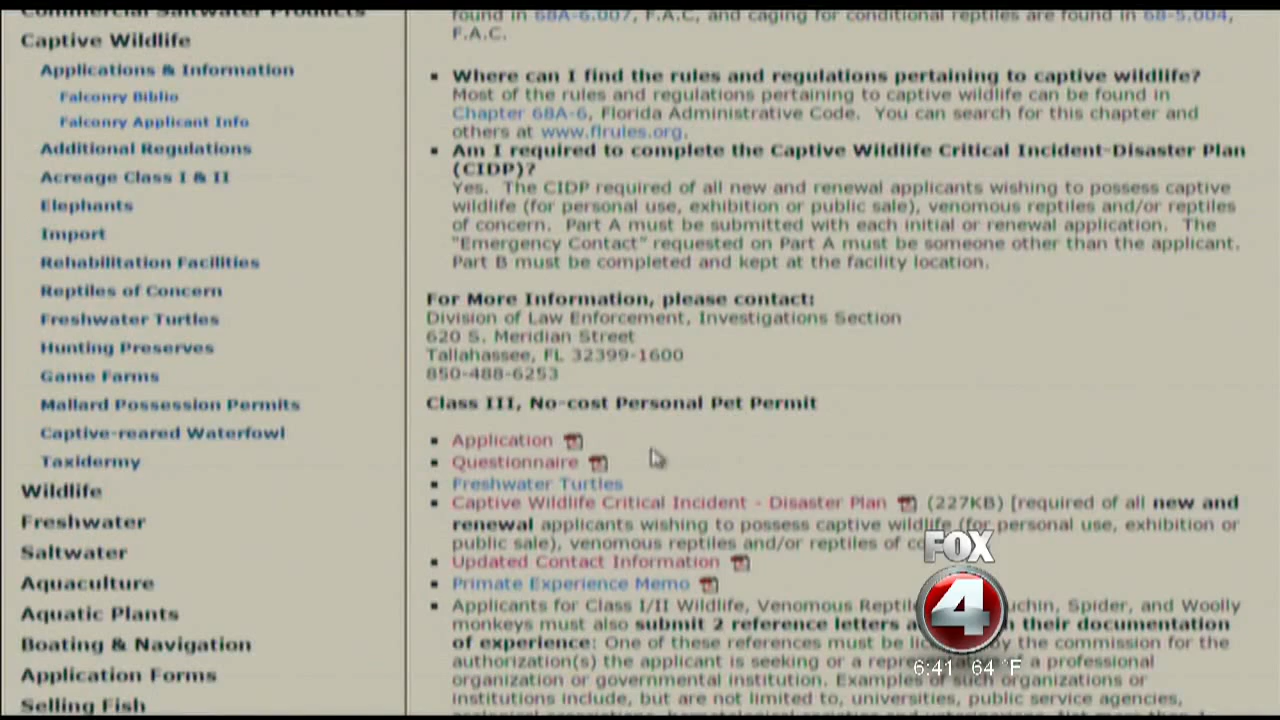 Commercial Saltwater Products
Captive Wildlife
Applications & Information
Falconry Biblio
Falconry Applicant Info
Additional Regulations
Acreage Class I & II
Elephants
Import
Rehabilitation Facilities
Reptiles of Concern
Freshwater Turtles
Hunting Preserves
Game Farms
Mallard Possession Permits
Captive-reared Waterfowl
Taxidermy
Wildlife
Freshwater
Saltwater
Aquaculture
Aquatic Plants
Boating & Navigation
Application Forms
Selling Fish
found in 68A-6.007, F.A.C, and caging for conditional reptiles are found in 68-5.004,
F.A.C.
Where can I find the rules and regulations pertaining to captive wildlife?
Most of the rules and regulations pertaining to captive wildlife can be found in
Chapter 68A-6, Florida Administrative Code. You can search for this chapter and
others at www.flrules.org.
Am I required to complete the Captive Wildlife Critical Incident-Disaster Plan
(CIDP)?
Yes. The CIDP required of all new and renewal applicants wishing to possess captive
wildlife (for personal use, exhibition or public sale), venomous reptiles and/or reptiles
of concern. Part A must be submitted with each initial or renewal application. The
"Emergency Contact" requested on Part A must be someone other than the applicant.
Part B must be completed and kept at the facility location.
For More Information, please contact:
Division of Law Enforcement, Investigations Section
620 S. Meridian Street
Tallahassee, FL 32399-1600
850-488-6253
Class III, No-cost Personal Pet Permit
Application
Questionnaire
Freshwater Turtles
Captive Wildlife Critical Incident - Disaster Plan (227KB) [required of all new and
renewal applicants wishing to possess captive wildlife (for personal use, exhibition or
public sale), venomous reptiles and/or reptiles of
Updated Contact Information
Primate Experience Memo
Applicants for Class I/II Wildlife, Venomous Spider, and Woolly
monkeys must also submit 2 reference letters their documentation
of experience: One of these references must be by the commission for the
authorization(s) the applicant is seeking or a a professional
organization or governmental institution. Examples of such organizations or
institutions include, but are not limited to, universities, public service agencies,
FOX
4
6:41 64 °F